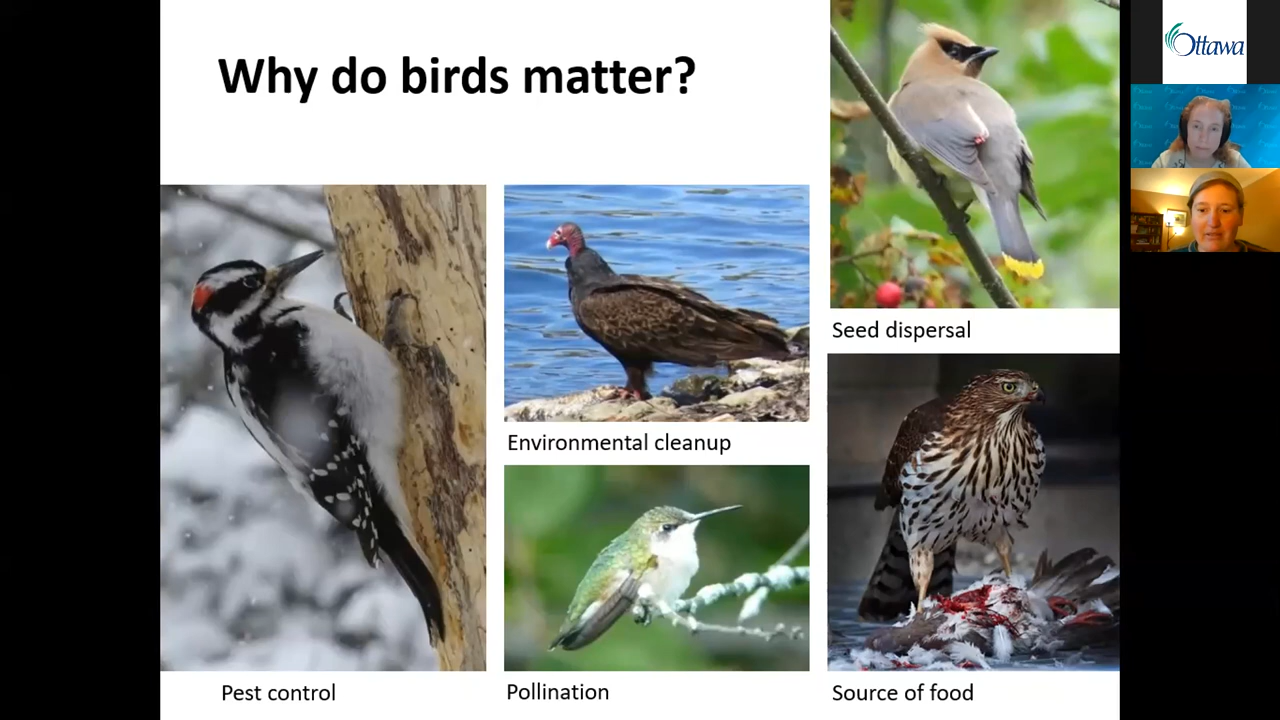 Why do birds matter?
Ottawa
Seed dispersal
Environmental cleanup
Pest control
Pollination
Source of food